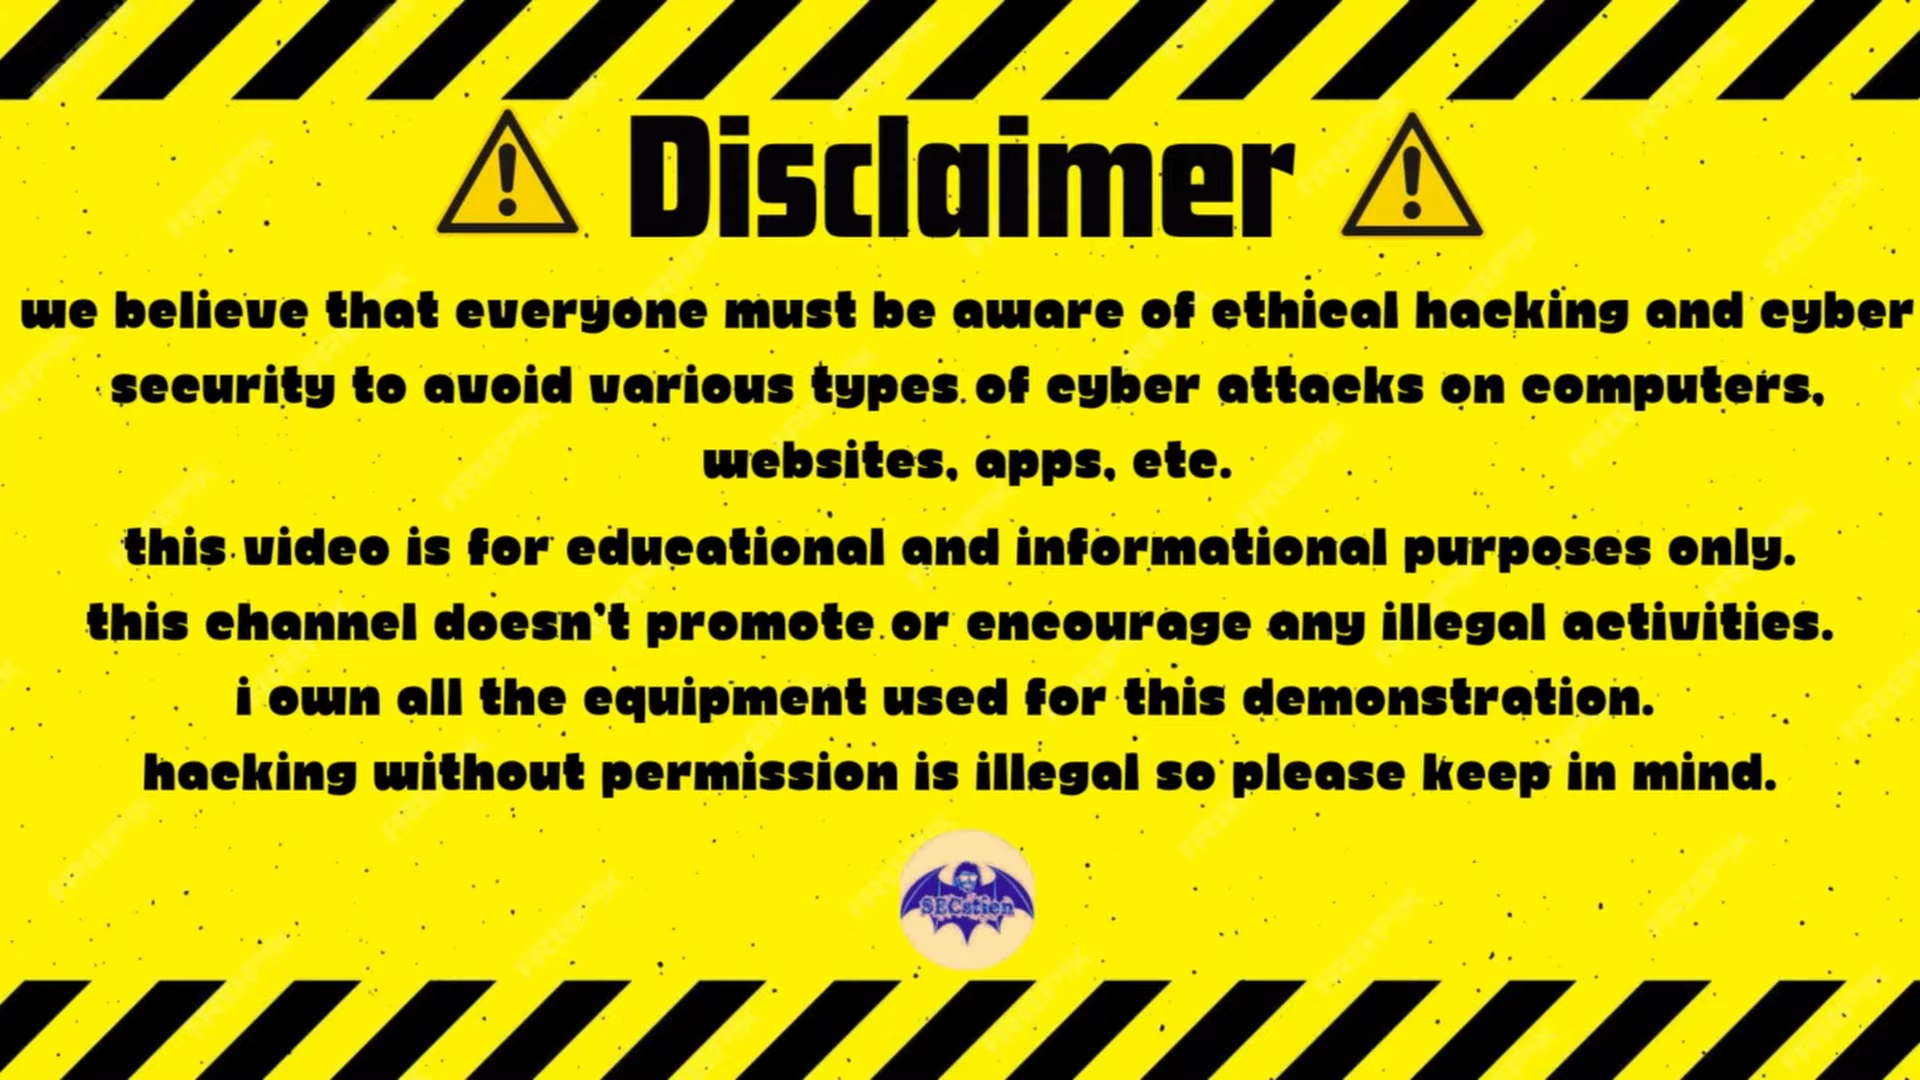 Disclaimer
we believe that everyone must be aware of ethical hacking and cyber
security to avoid various types of cyber attacks on computers,
websites, apps, etc.
this video is for educational and informational purposes only.
this channel doesn't promote or encourage any illegal activities.
i own all the equipment used for this demonstration.
hacking without permission is illegal so please keep in mind.
SECstien